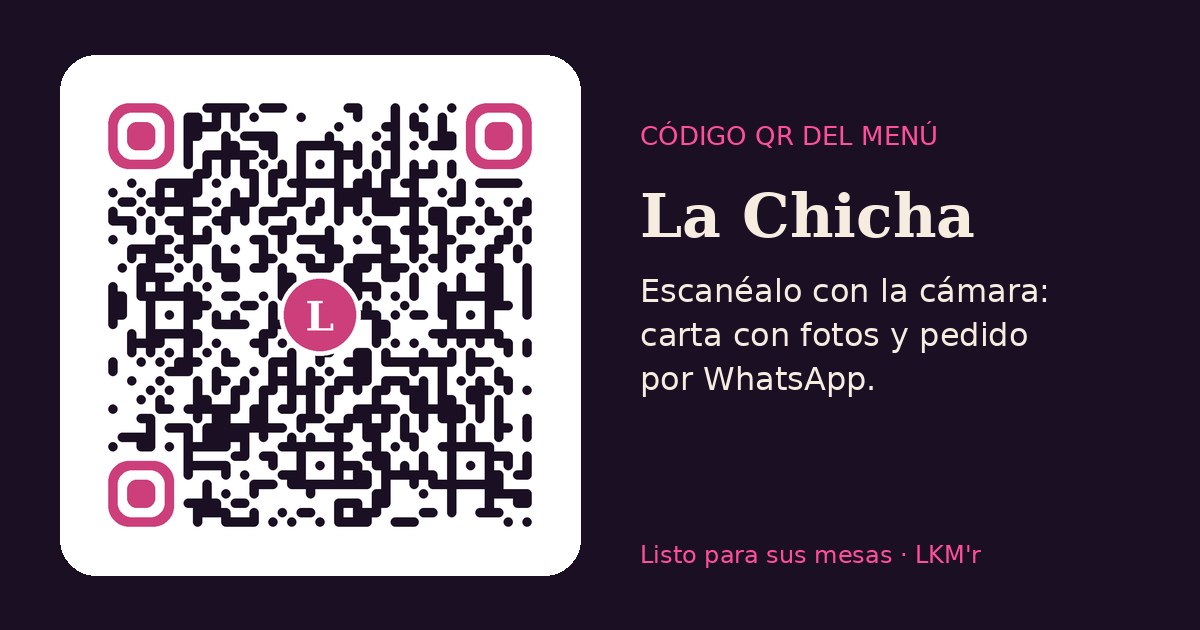 L
CÓDIGO QR DEL MENÚ
La Chicha
Escanéalo con la cámara:
carta con fotos y pedido
por WhatsApp.
Listo para sus mesas · LKM'r